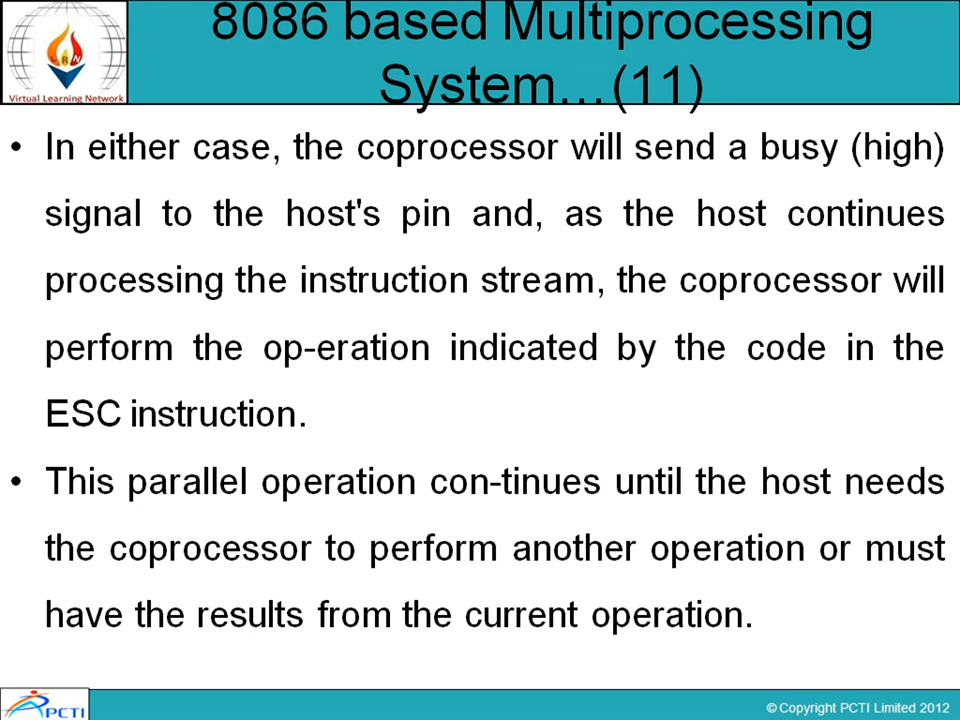 8086 based Multiprocessing
System…(11)
VRN
Virtual Learning Network
• In either case, the coprocessor will send a busy (high)
signal to the host's pin and, as the host continues
processing the instruction stream, the coprocessor will
perform the op-eration indicated by the code in the
ESC instruction.
• This parallel operation con-tinues until the host needs
the coprocessor to perform another operation or must
have the results from the current operation.
PCTI
© Copyright PCTI Limited 2012